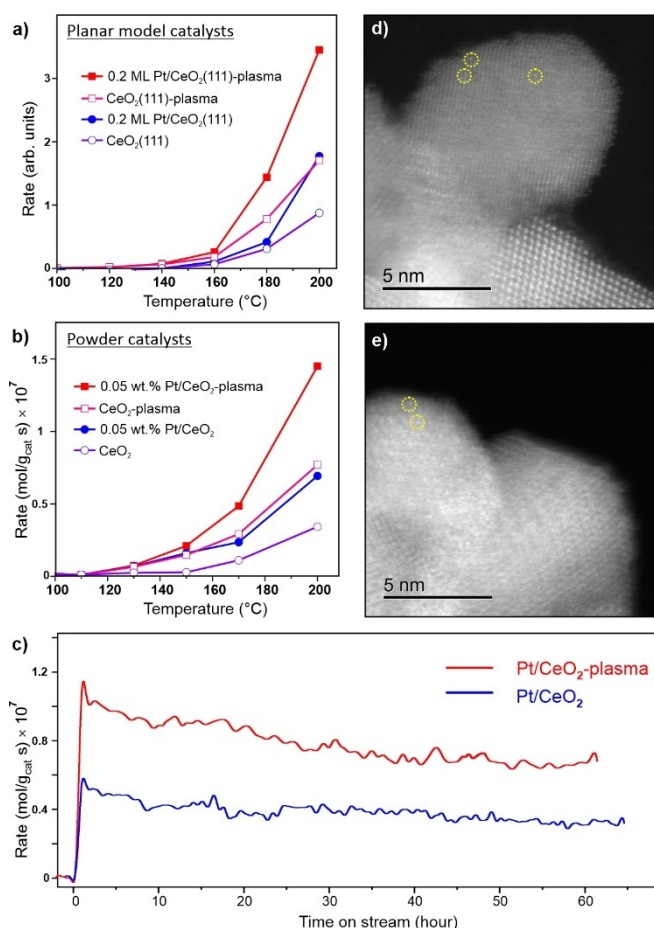 a)
Planar model catalysts
0.2 ML Pt/CeO₂(111)-plasma
CeO₂(111)-plasma
0.2 ML Pt/CeO₂(111)
CeO₂(111)
Rate (arb. units)
3
2
1
0
100 120 140 160 180 200
Temperature (°C)
d)
5 nm
b)
Powder catalysts
0.05 wt.% Pt/CeO₂-plasma
CeO₂-plasma
0.05 wt.% Pt/CeO₂
CeO₂
Rate (mol/g_cat s) × 10⁷
1.5
1
0.5
0
100 120 140 160 180 200
Temperature (°C)
e)
5 nm
c)
Pt/CeO₂-plasma
Pt/CeO₂
Rate (mol/g_cat s) × 10⁷
1.2
0.8
0.4
0
0 10 20 30 40 50 60
Time on stream (hour)